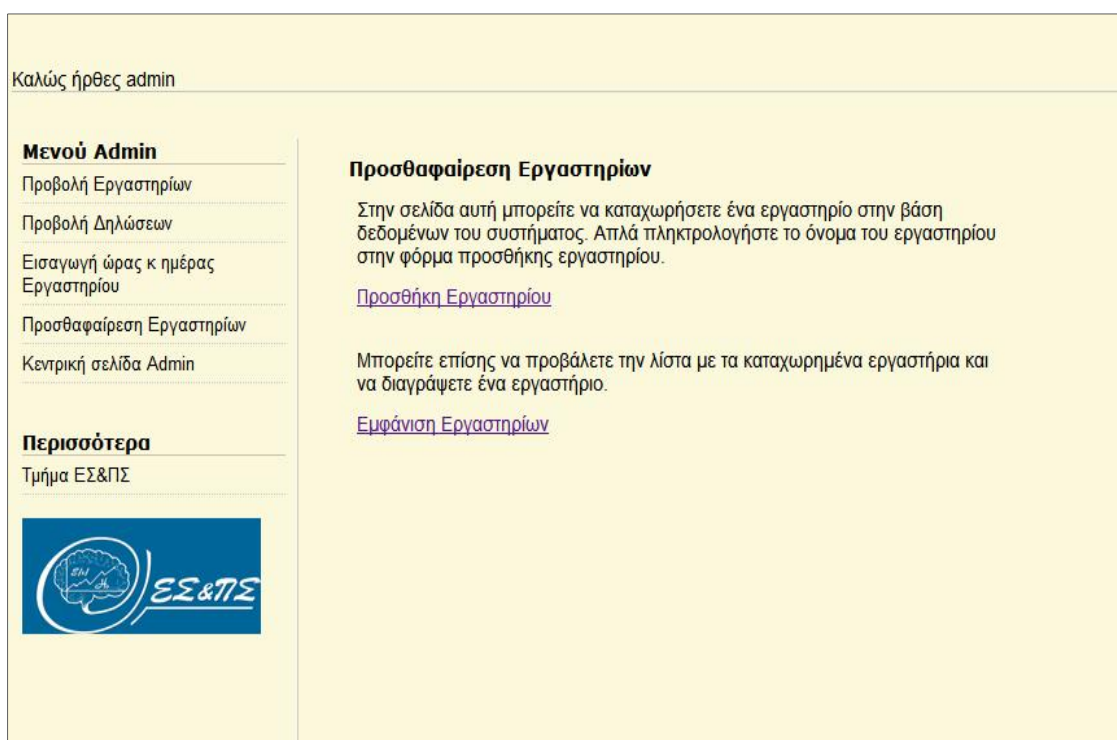 Καλώς ήρθες admin
Μενού Admin
Προβολή Εργαστηρίων
Προβολή Δηλώσεων
Εισαγωγή ώρας κ ημέρας
Εργαστηρίου
Προσθαφαίρεση Εργαστηρίων
Κεντρική σελίδα Admin
Περισσότερα
Τμήμα ΕΣ&ΠΣ
ΕΣ&ΠΣ
Προσθαφαίρεση Εργαστηρίων
Στην σελίδα αυτή μπορείτε να καταχωρήσετε ένα εργαστηρίο στην βάση
δεδομένων του συστήματος. Απλά πληκτρολογήστε το όνομα του εργαστηρίου
στην φόρμα προσθήκης εργαστηρίου.
Προσθήκη Εργαστηρίου
Μπορείτε επίσης να προβάλετε την λίστα με τα καταχωρημένα εργαστήρια και
να διαγράψετε ένα εργαστήριο.
Εμφάνιση Εργαστηρίων